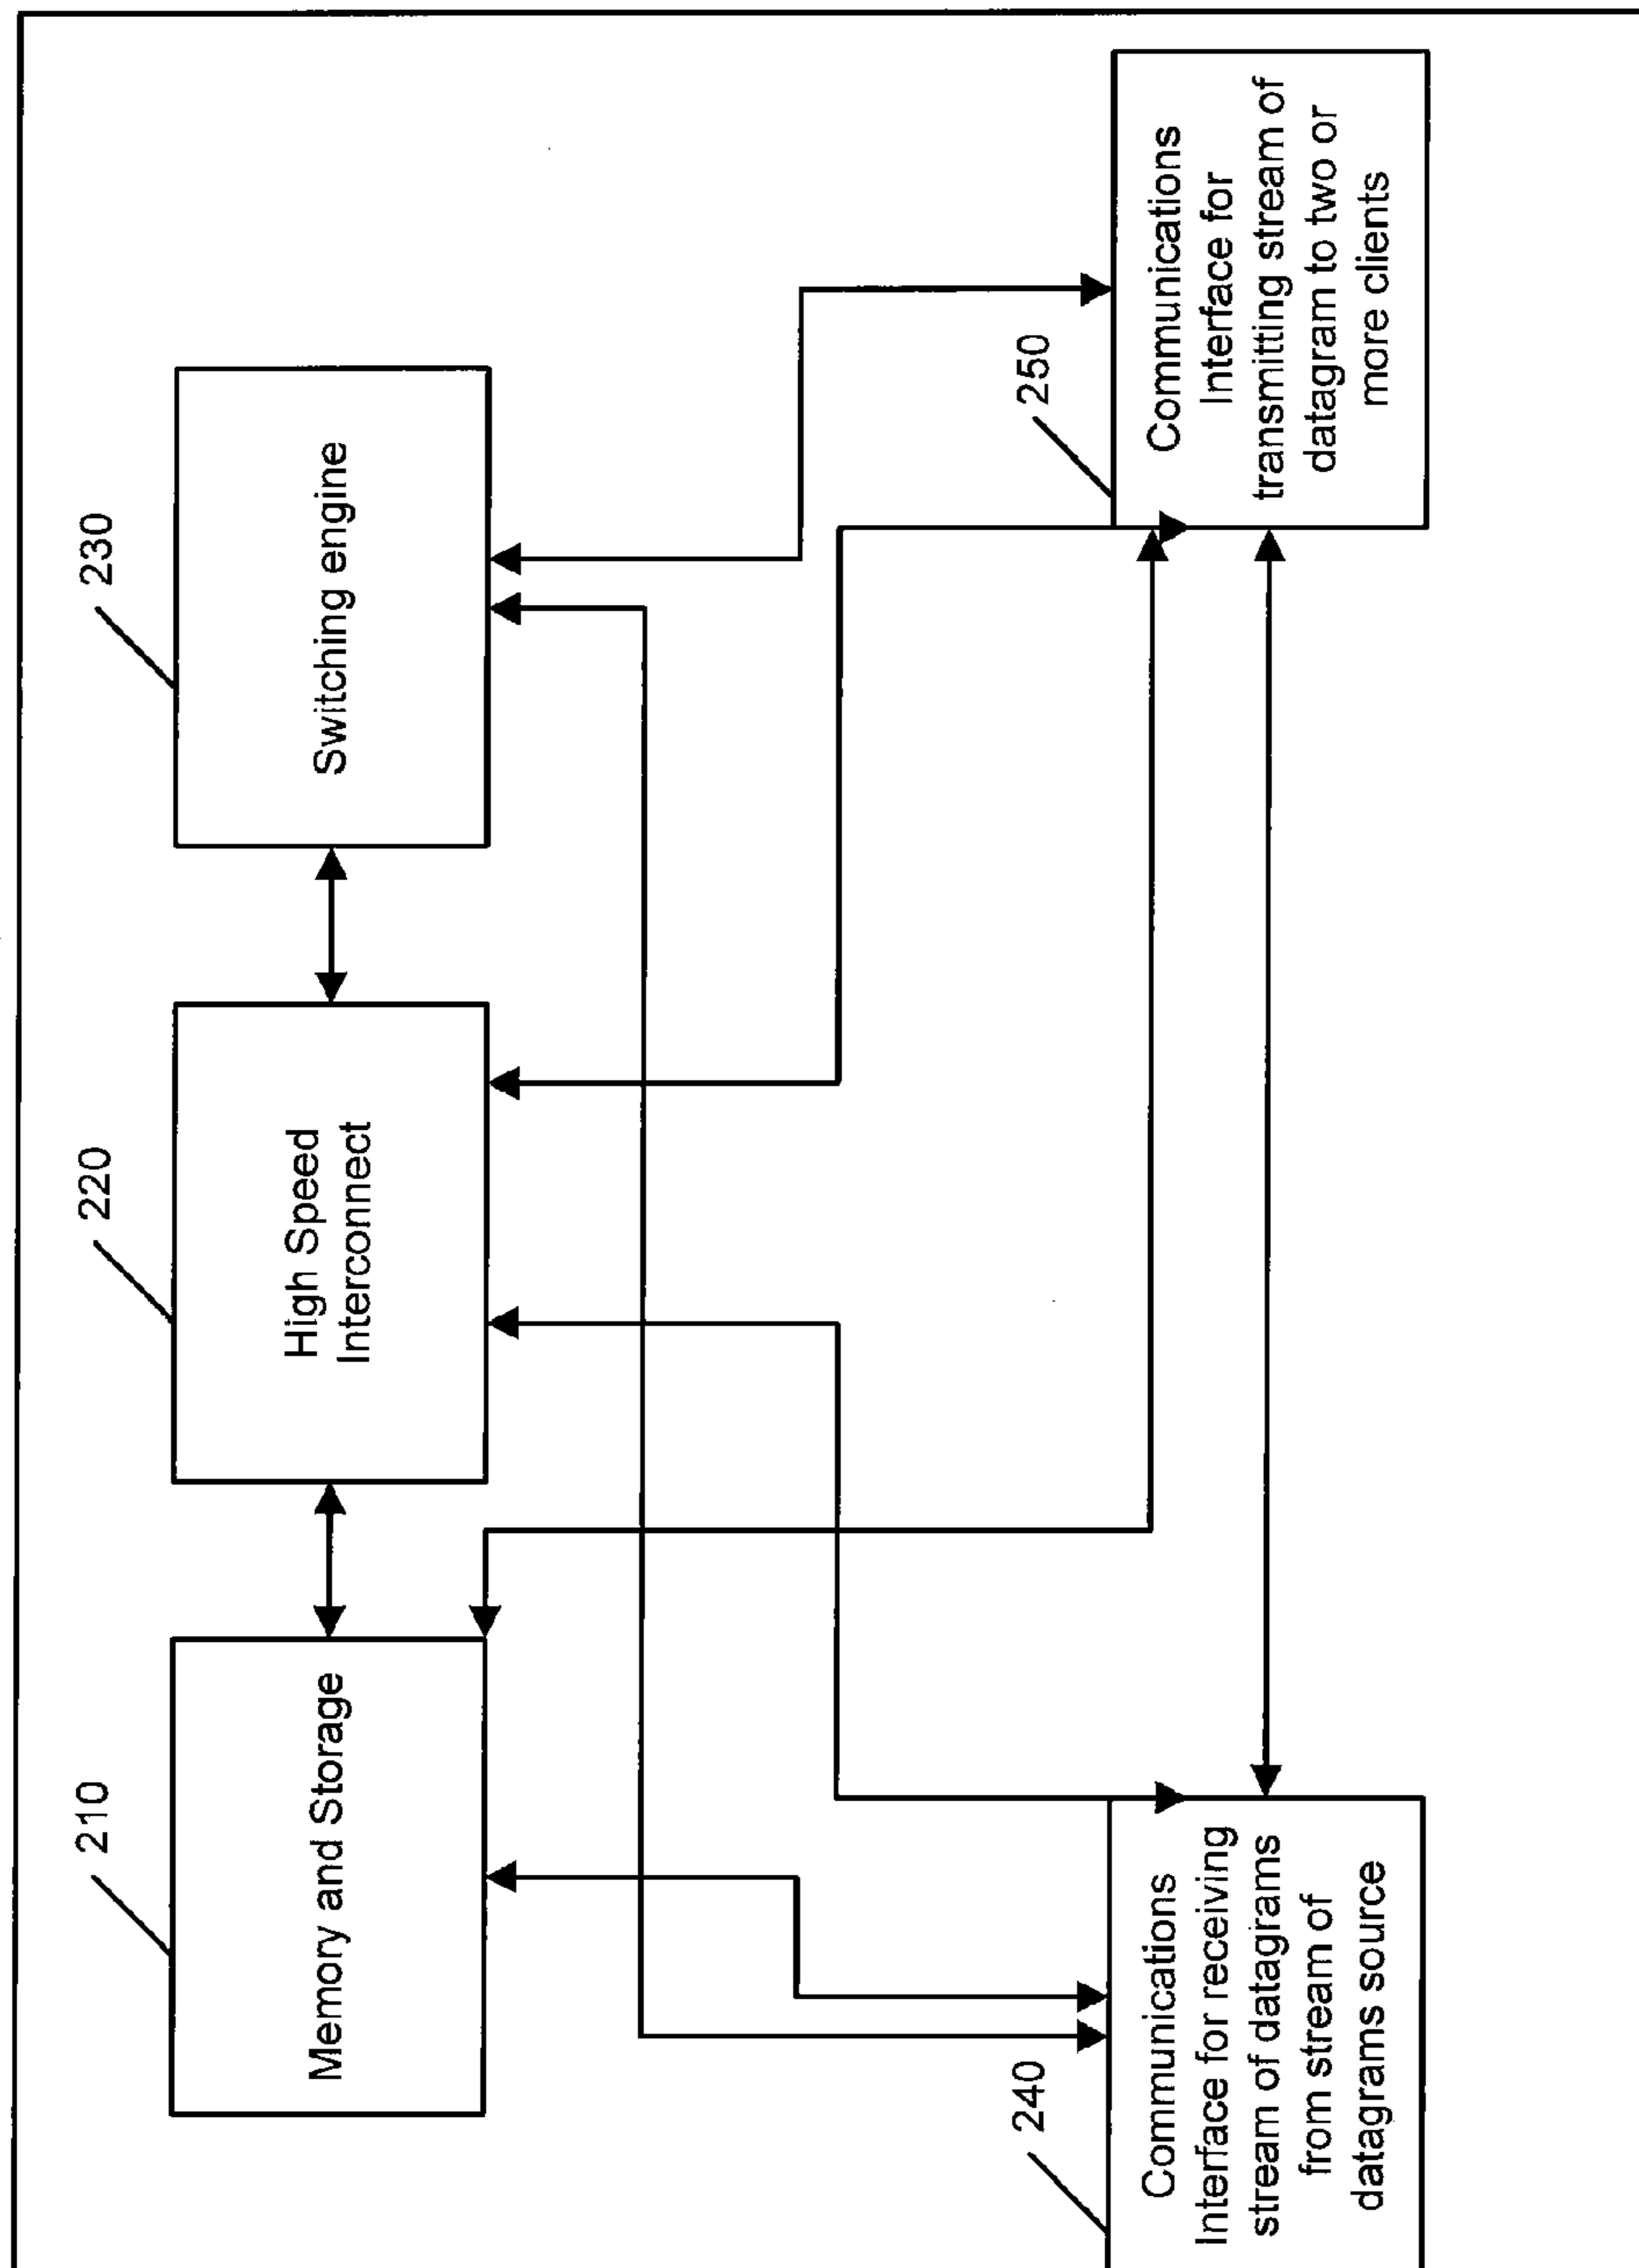 210
Memory and Storage
220
High Speed
Interconnect
230
Switching engine
240
Communications
Interface for receiving
stream of datagrams
from stream of
datagrams source
250
Communications
Interface for
transmitting stream of
datagram to two or
more clients